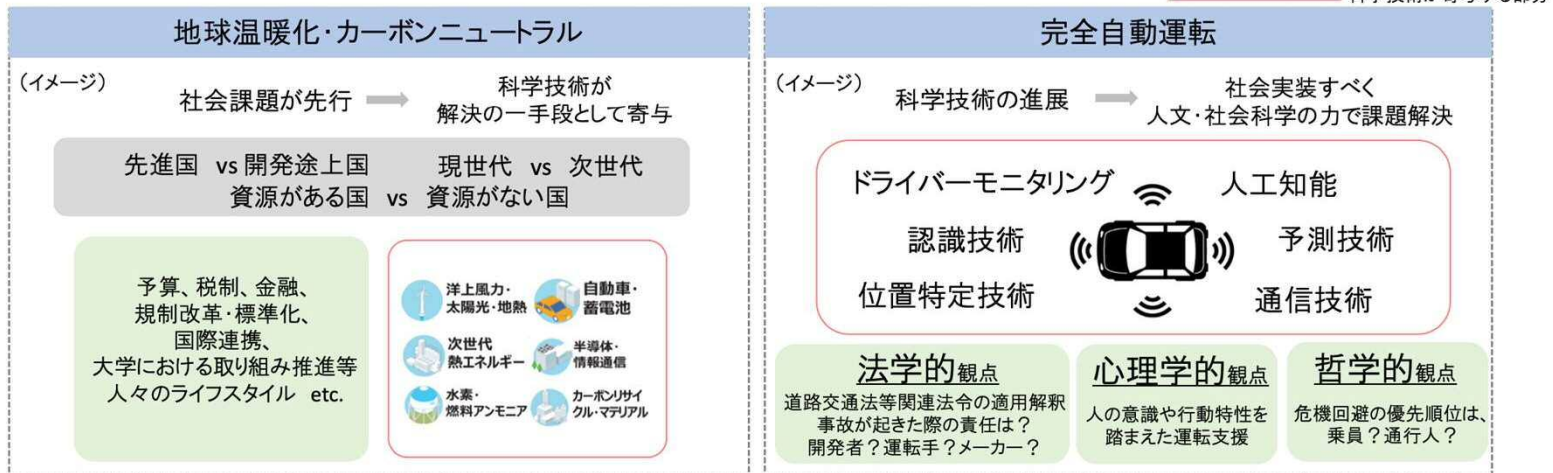 科学技術が寄与する部分
地球温暖化・カーボンニュートラル
（イメージ）
社会課題が先行
科学技術が
解決の一手段として寄与
先進国 vs 開発途上国 現世代 vs 次世代
資源がある国 vs 資源がない国
予算、税制、金融、
規制改革・標準化、
国際連携、
大学における取り組み推進等
人々のライフスタイル etc.
洋上風力・
太陽光・地熱
自動車・
蓄電池
次世代
熱エネルギー
半導体・
情報通信
水素・
燃料アンモニア
カーボンリサイ
クル・マテリアル
完全自動運転
（イメージ）
科学技術の進展
社会実装すべく
人文・社会科学の力で課題解決
ドライバーモニタリング 人工知能
認識技術 予測技術
位置特定技術 通信技術
法学的観点
道路交通法等関連法令の適用解釈
事故が起きた際の責任は？
開発者？運転手？メーカー？
心理学的観点
人の意識や行動特性を
踏まえた運転支援
哲学的観点
危機回避の優先順位は、
乗員？通行人？